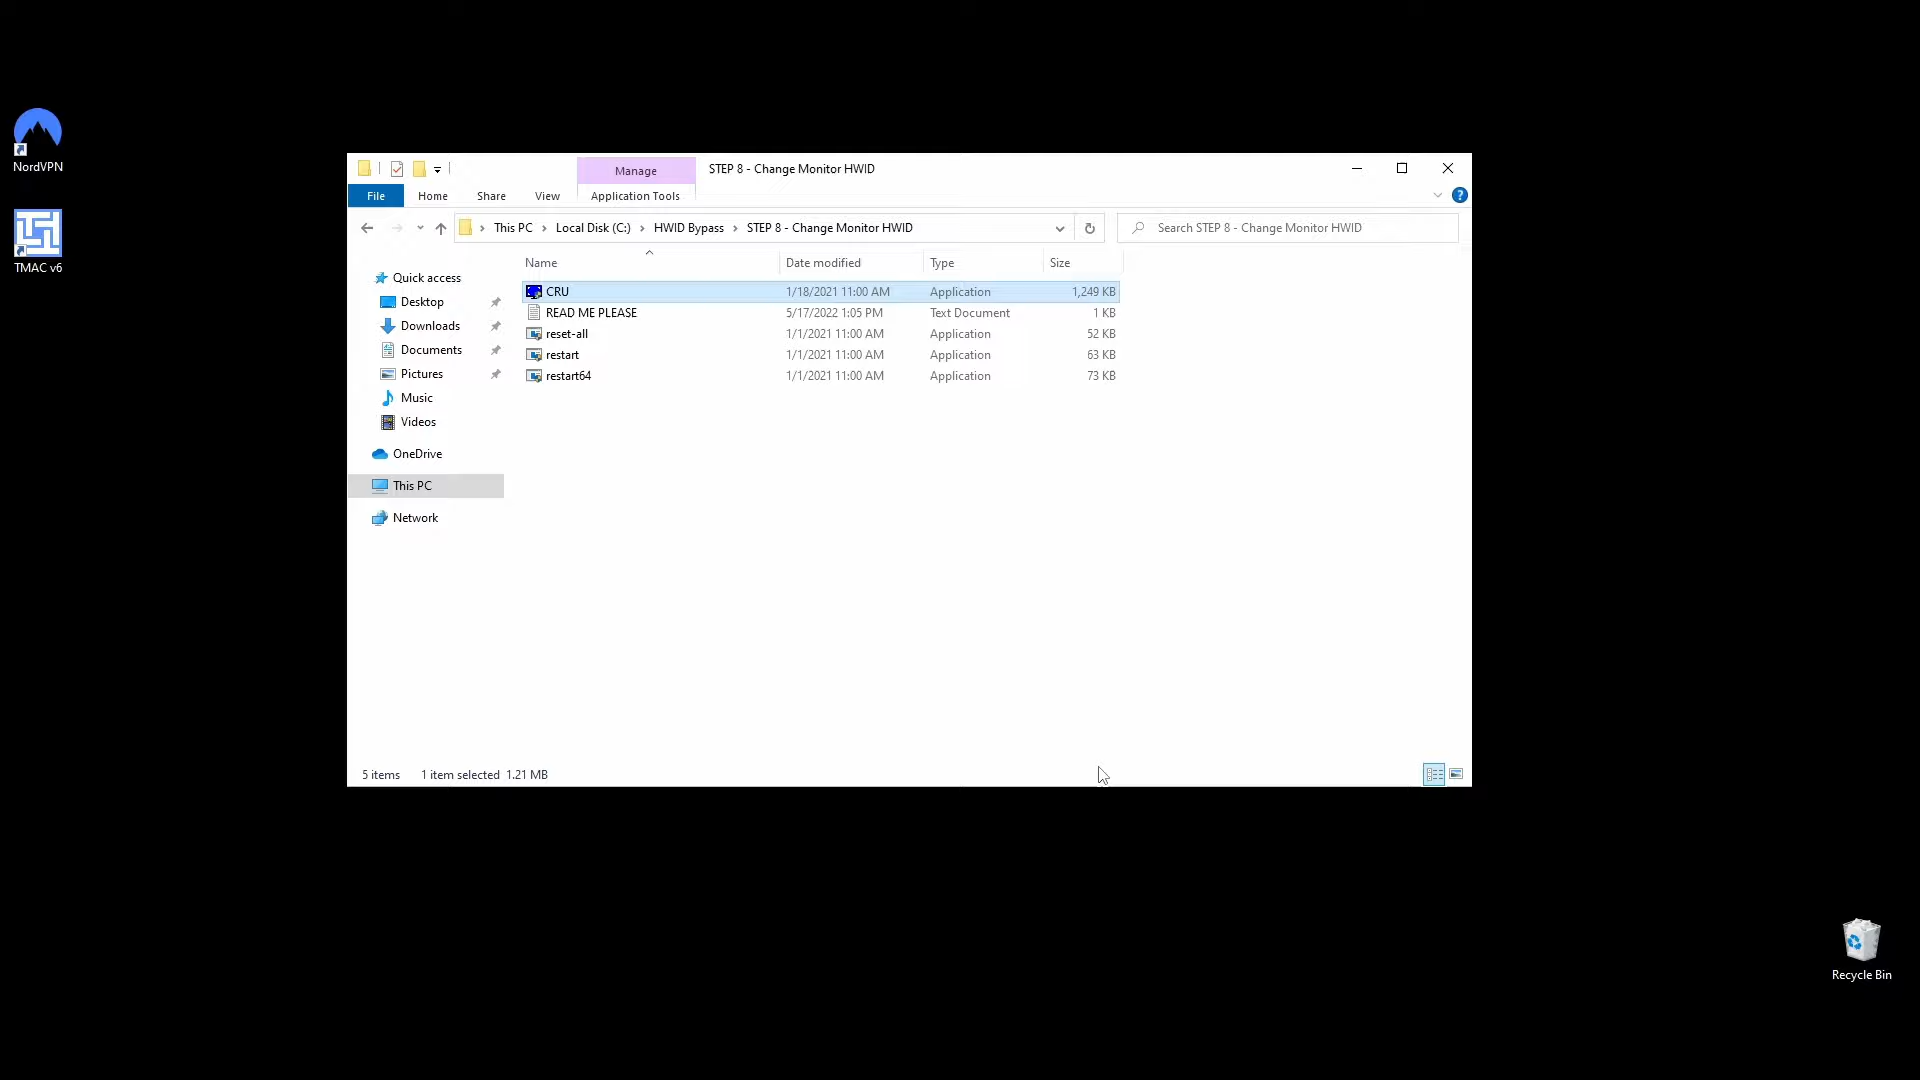 NordVPN
TMAC v6
Manage
STEP 8 - Change Monitor HWID
File
Home
Share
View
Application Tools
This PC
Local Disk (C:)
HWID Bypass
STEP 8 - Change Monitor HWID
Search STEP 8 - Change Monitor HWID
Name
Date modified
Type
Size
Quick access
Desktop
Downloads
Documents
Pictures
Music
Videos
OneDrive
This PC
Network
CRU 1/18/2021 11:00 AM Application 1,249 KB
READ ME PLEASE 5/17/2022 1:05 PM Text Document 1 KB
reset-all 1/1/2021 11:00 AM Application 52 KB
restart 1/1/2021 11:00 AM Application 63 KB
restart64 1/1/2021 11:00 AM Application 73 KB
5 items 1 item selected 1.21 MB
Recycle Bin